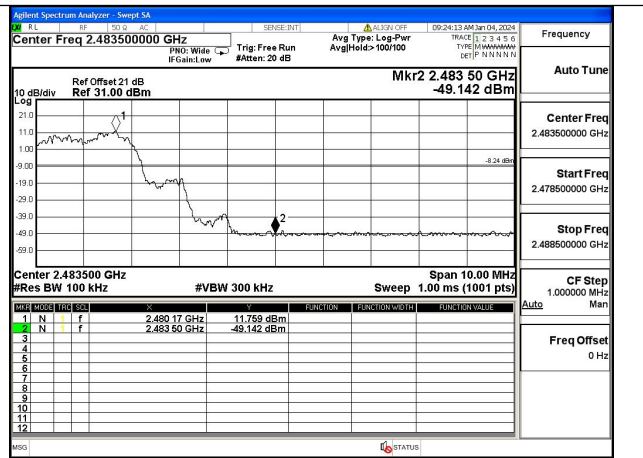 Agilent Spectrum Analyzer - Swept SA
RL RF 50 Ω AC SENSE:INT ALIGN OFF 09:24:13 AM Jan 04, 2024
Center Freq 2.483500000 GHz
PNO: Wide Trig: Free Run
IFGain:Low #Atten: 20 dB
Avg Type: Log-Pwr
Avg|Hold:> 100/100
TRACE 1 2 3 4 5 6
TYPE M
DET P N N N N N
Frequency
Auto Tune
Ref Offset 21 dB
10 dB/div Ref 31.00 dBm
Log
Mkr2 2.483 50 GHz
-49.142 dBm
21.0
11.0
1.00
-9.00
-19.0
-29.0
-39.0
-49.0
-59.0
1
2
-8.24 dBm
Center Freq
2.483500000 GHz
Start Freq
2.478500000 GHz
Stop Freq
2.488500000 GHz
Center 2.483500 GHz Span 10.00 MHz
#Res BW 100 kHz #VBW 300 kHz Sweep 1.00 ms (1001 pts)
CF Step
1.000000 MHz
Auto Man
MKR MODE TRC SCL X Y FUNCTION FUNCTION WIDTH FUNCTION VALUE
1 N 1 f 2.480 17 GHz 11.759 dBm
2 N 1 f 2.483 50 GHz -49.142 dBm
3
4
5
6
7
8
9
10
11
12
Freq Offset
0 Hz
MSG STATUS